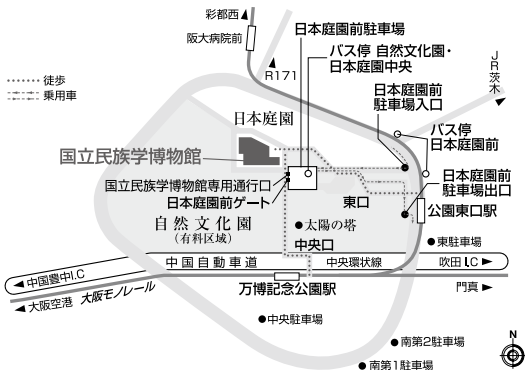 彩都西
阪大病院前
R171
日本庭園前駐車場
バス停 自然文化園・
日本庭園中央
JR茨木
徒歩
乗用車
日本庭園前
駐車場入口
バス停
日本庭園前
日本庭園
国立民族学博物館
国立民族学博物館専用通行口
日本庭園前ゲート
日本庭園前
駐車場出口
東口
公園東口駅
自然文化園
(有料区域)
太陽の塔
中央口
東駐車場
中国豊中I.C
中国自動車道
中央環状線
吹田I.C
大阪空港
大阪モノレール
万博記念公園駅
門真
中央駐車場
南第2駐車場
南第1駐車場
N